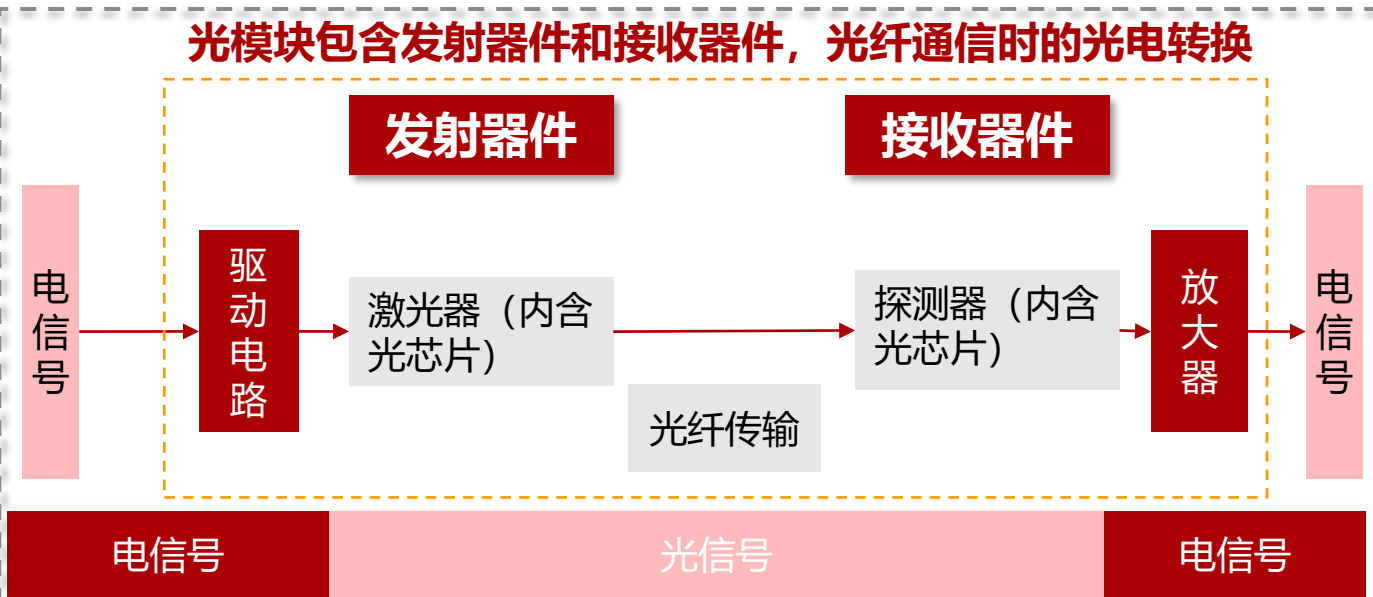 光模块包含发射器件和接收器件，光纤通信时的光电转换
发射器件
接收器件
电信号
驱动电路
激光器（内含
光芯片）
光纤传输
探测器（内含
光芯片）
放大器
电信号
电信号
光信号
电信号